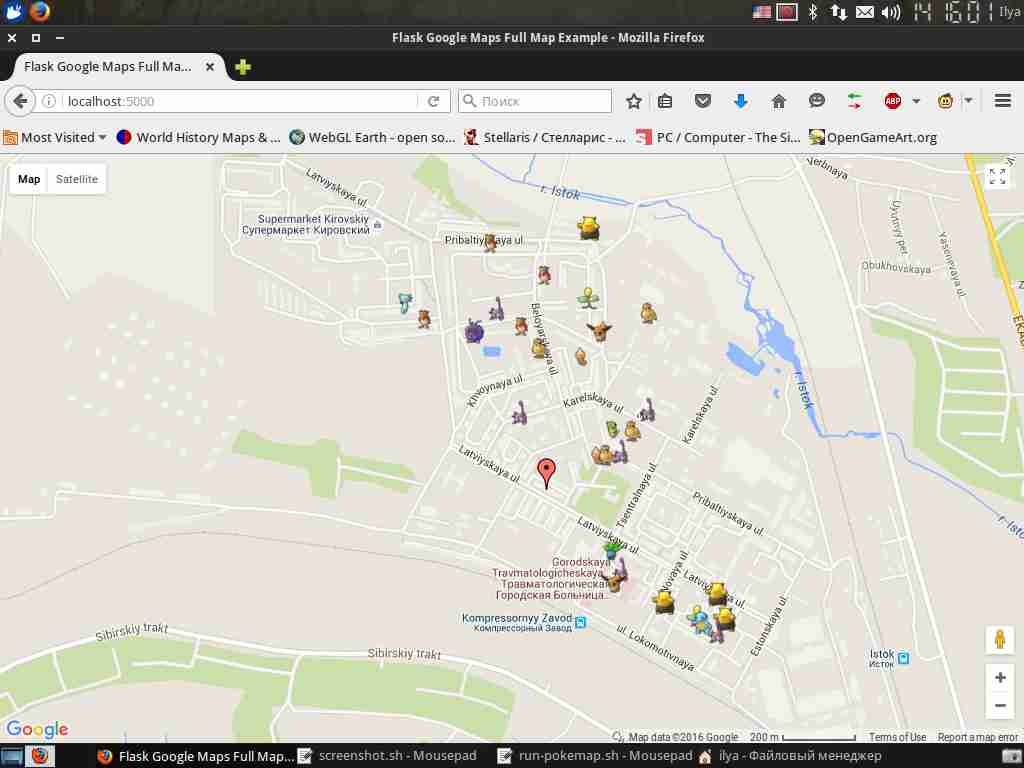 14 16:01 Ilya
Flask Google Maps Full Map Example - Mozilla Firefox
Flask Google Maps Full Ma...
localhost:5000
Поиск
ABP
Most Visited
World History Maps & ...
WebGL Earth - open so...
Stellaris / Стелларис - ...
PC / Computer - The Si...
OpenGameArt.org
Map
Satellite
Latviyskaya ul
r. Istok
Verbnaya
Supermarket Kirovskiy
Супермаркет Кировский
Pribaltiyskaya ul
Uyutnyy per
Yasenevaya ul
Obukhovskaya
Beloyarskaya ul
Khvoynaya ul
Karelskaya ul
Karelskaya ul
r. Istok
Latviyskaya ul
Tsentralnaya ul
Pribaltiyskaya ul
r. Istok
Latviyskaya ul
Gorodskaya
Travmatologicheskaya
Травматологическая
Городская Больница...
Novaya ul
Latviyskaya ul
Estonskaya ul
Kompressornyy Zavod
Компрессорный Завод
ul. Lokomotivnaya
Sibirskiy trakt
Sibirskiy trakt
Istok
Исток
Google
Map data ©2016 Google
200 m
Terms of Use
Report a map error
Flask Google Maps Full Map...
screenshot.sh - Mousepad
run-pokemap.sh - Mousepad
ilya - Файловый менеджер